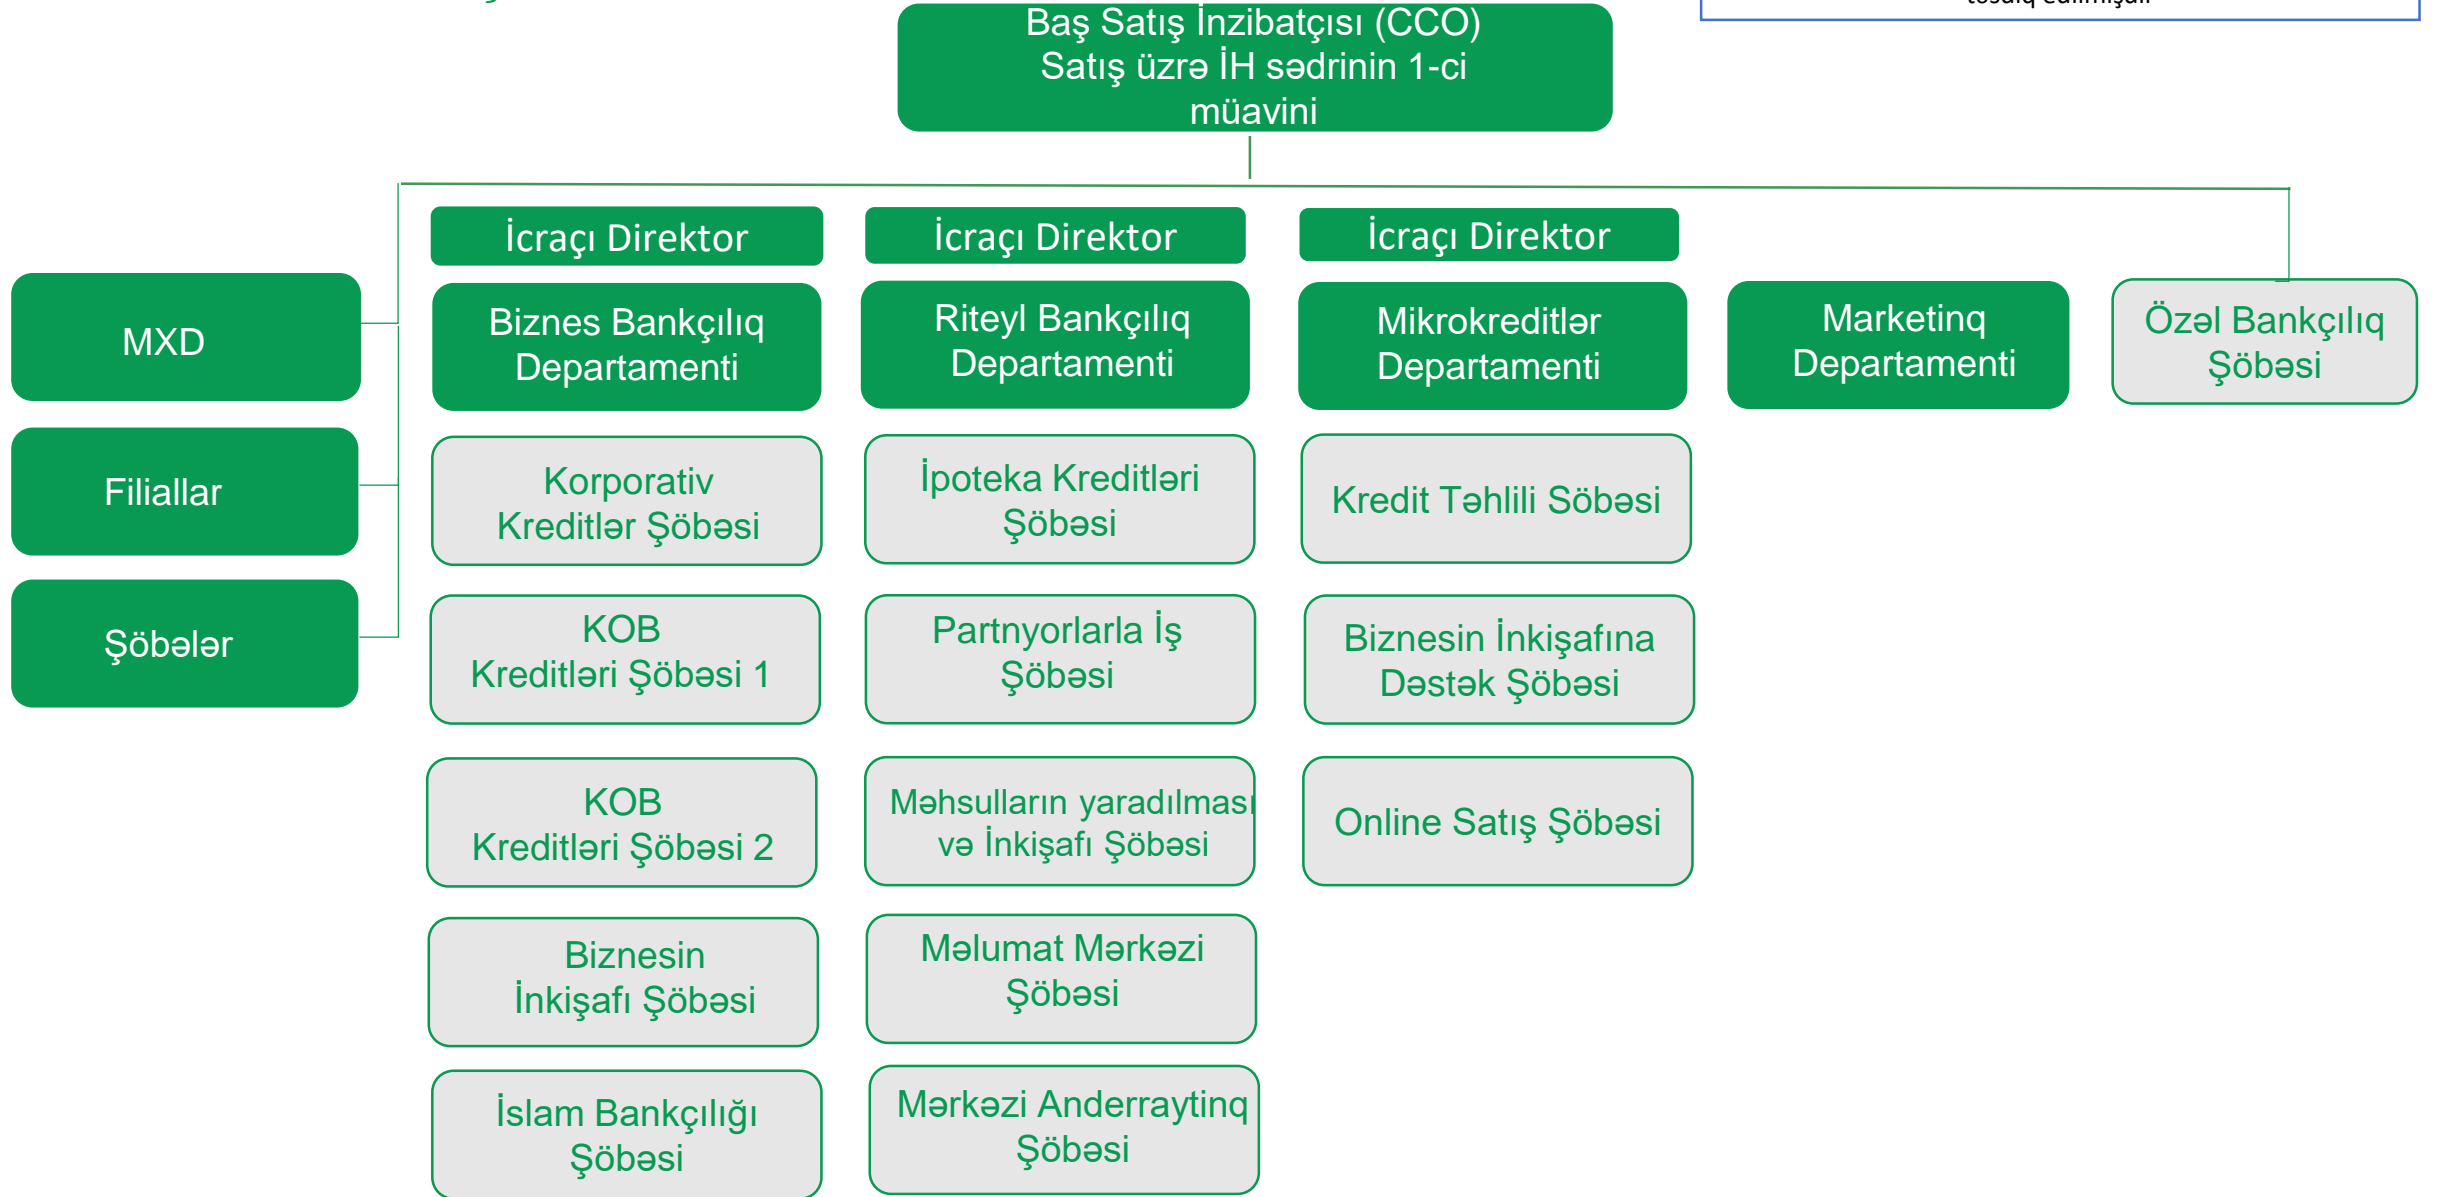 Baş Satış İnzibatçısı (CCO)
Satış üzrə İH sədrinin 1-ci
müavini
İcraçı Direktor
İcraçı Direktor
İcraçı Direktor
MXD
Filiallar
Şöbələr
Biznes Bankçılıq
Departamenti
Riteyl Bankçılıq
Departamenti
Mikrokreditlər
Departamenti
Marketinq
Departamenti
Özəl Bankçılıq
Şöbəsi
Korporativ
Kreditlər Şöbəsi
KOB
Kreditləri Şöbəsi 1
KOB
Kreditləri Şöbəsi 2
Biznesin
İnkişafı Şöbəsi
İslam Bankçılığı
Şöbəsi
İpoteka Kreditləri
Şöbəsi
Partnyorlarla İş
Şöbəsi
Məhsulların yaradılması
və İnkişafı Şöbəsi
Məlumat Mərkəzi
Şöbəsi
Mərkəzi Anderraytinq
Şöbəsi
Kredit Təhlili Söbəsi
Biznesin İnkişafına
Dəstək Şöbəsi
Online Satış Şöbəsi